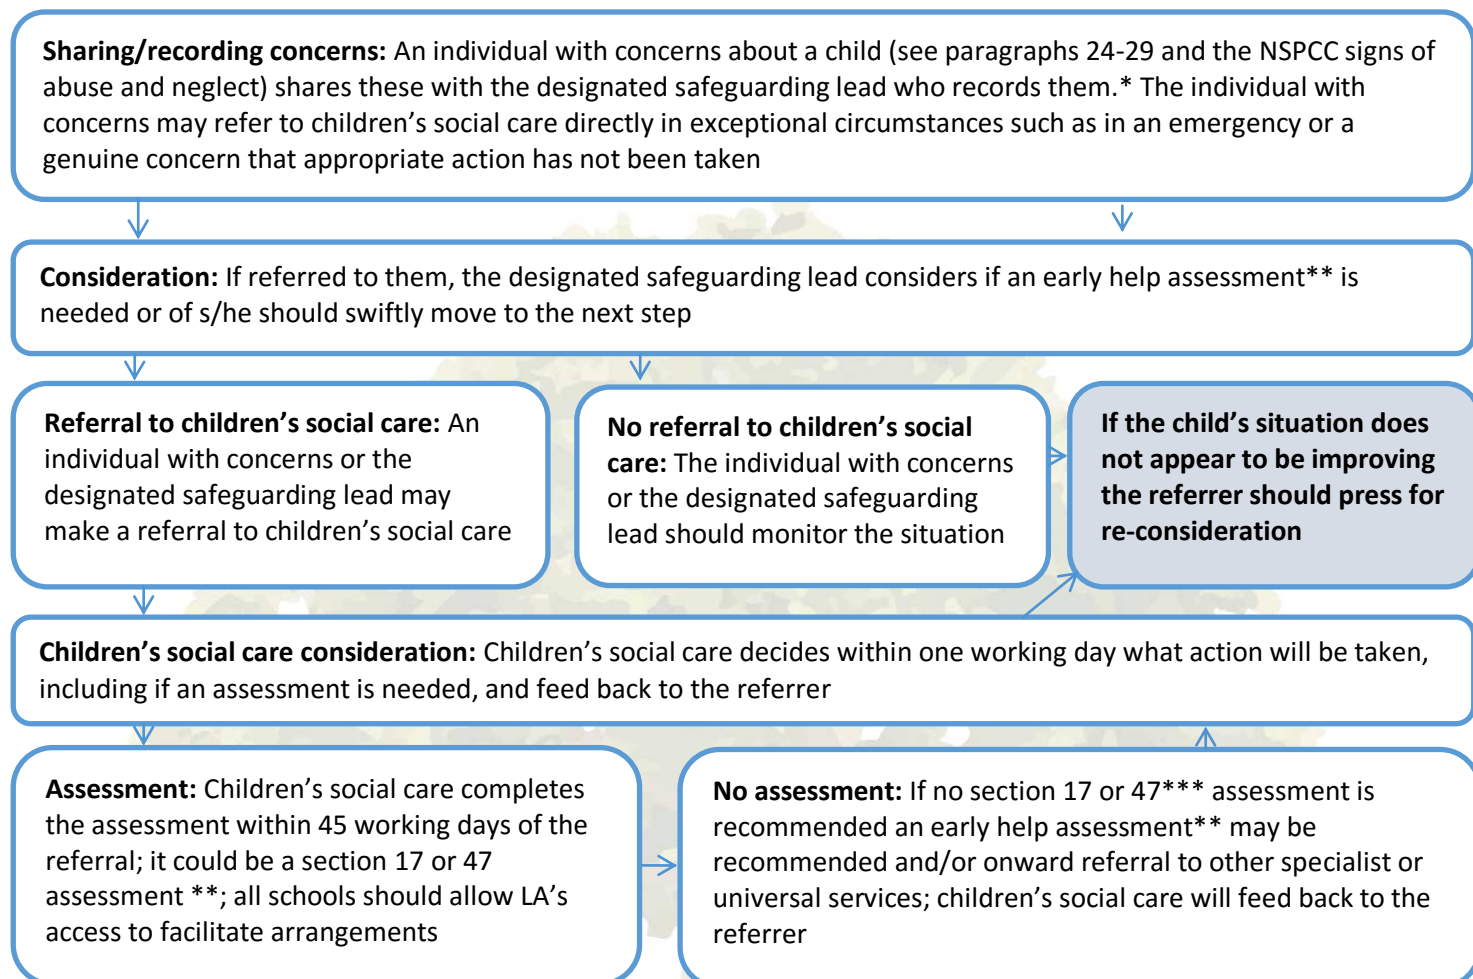 Sharing/recording concerns: An individual with concerns about a child (see paragraphs 24-29 and the NSPCC signs of
abuse and neglect) shares these with the designated safeguarding lead who records them.* The individual with
concerns may refer to children’s social care directly in exceptional circumstances such as in an emergency or a
genuine concern that appropriate action has not been taken
Consideration: If referred to them, the designated safeguarding lead considers if an early help assessment** is
needed or of s/he should swiftly move to the next step
Referral to children’s social care: An
individual with concerns or the
designated safeguarding lead may
make a referral to children’s social care
No referral to children’s social
care: The individual with concerns
or the designated safeguarding
lead should monitor the situation
If the child’s situation does
not appear to be improving
the referrer should press for
re-consideration
Children’s social care consideration: Children’s social care decides within one working day what action will be taken,
including if an assessment is needed, and feed back to the referrer
Assessment: Children’s social care completes
the assessment within 45 working days of the
referral; it could be a section 17 or 47
assessment **; all schools should allow LA’s
access to facilitate arrangements
No assessment: If no section 17 or 47*** assessment is
recommended an early help assessment** may be
recommended and/or onward referral to other specialist or
universal services; children’s social care will feed back to the
referrer